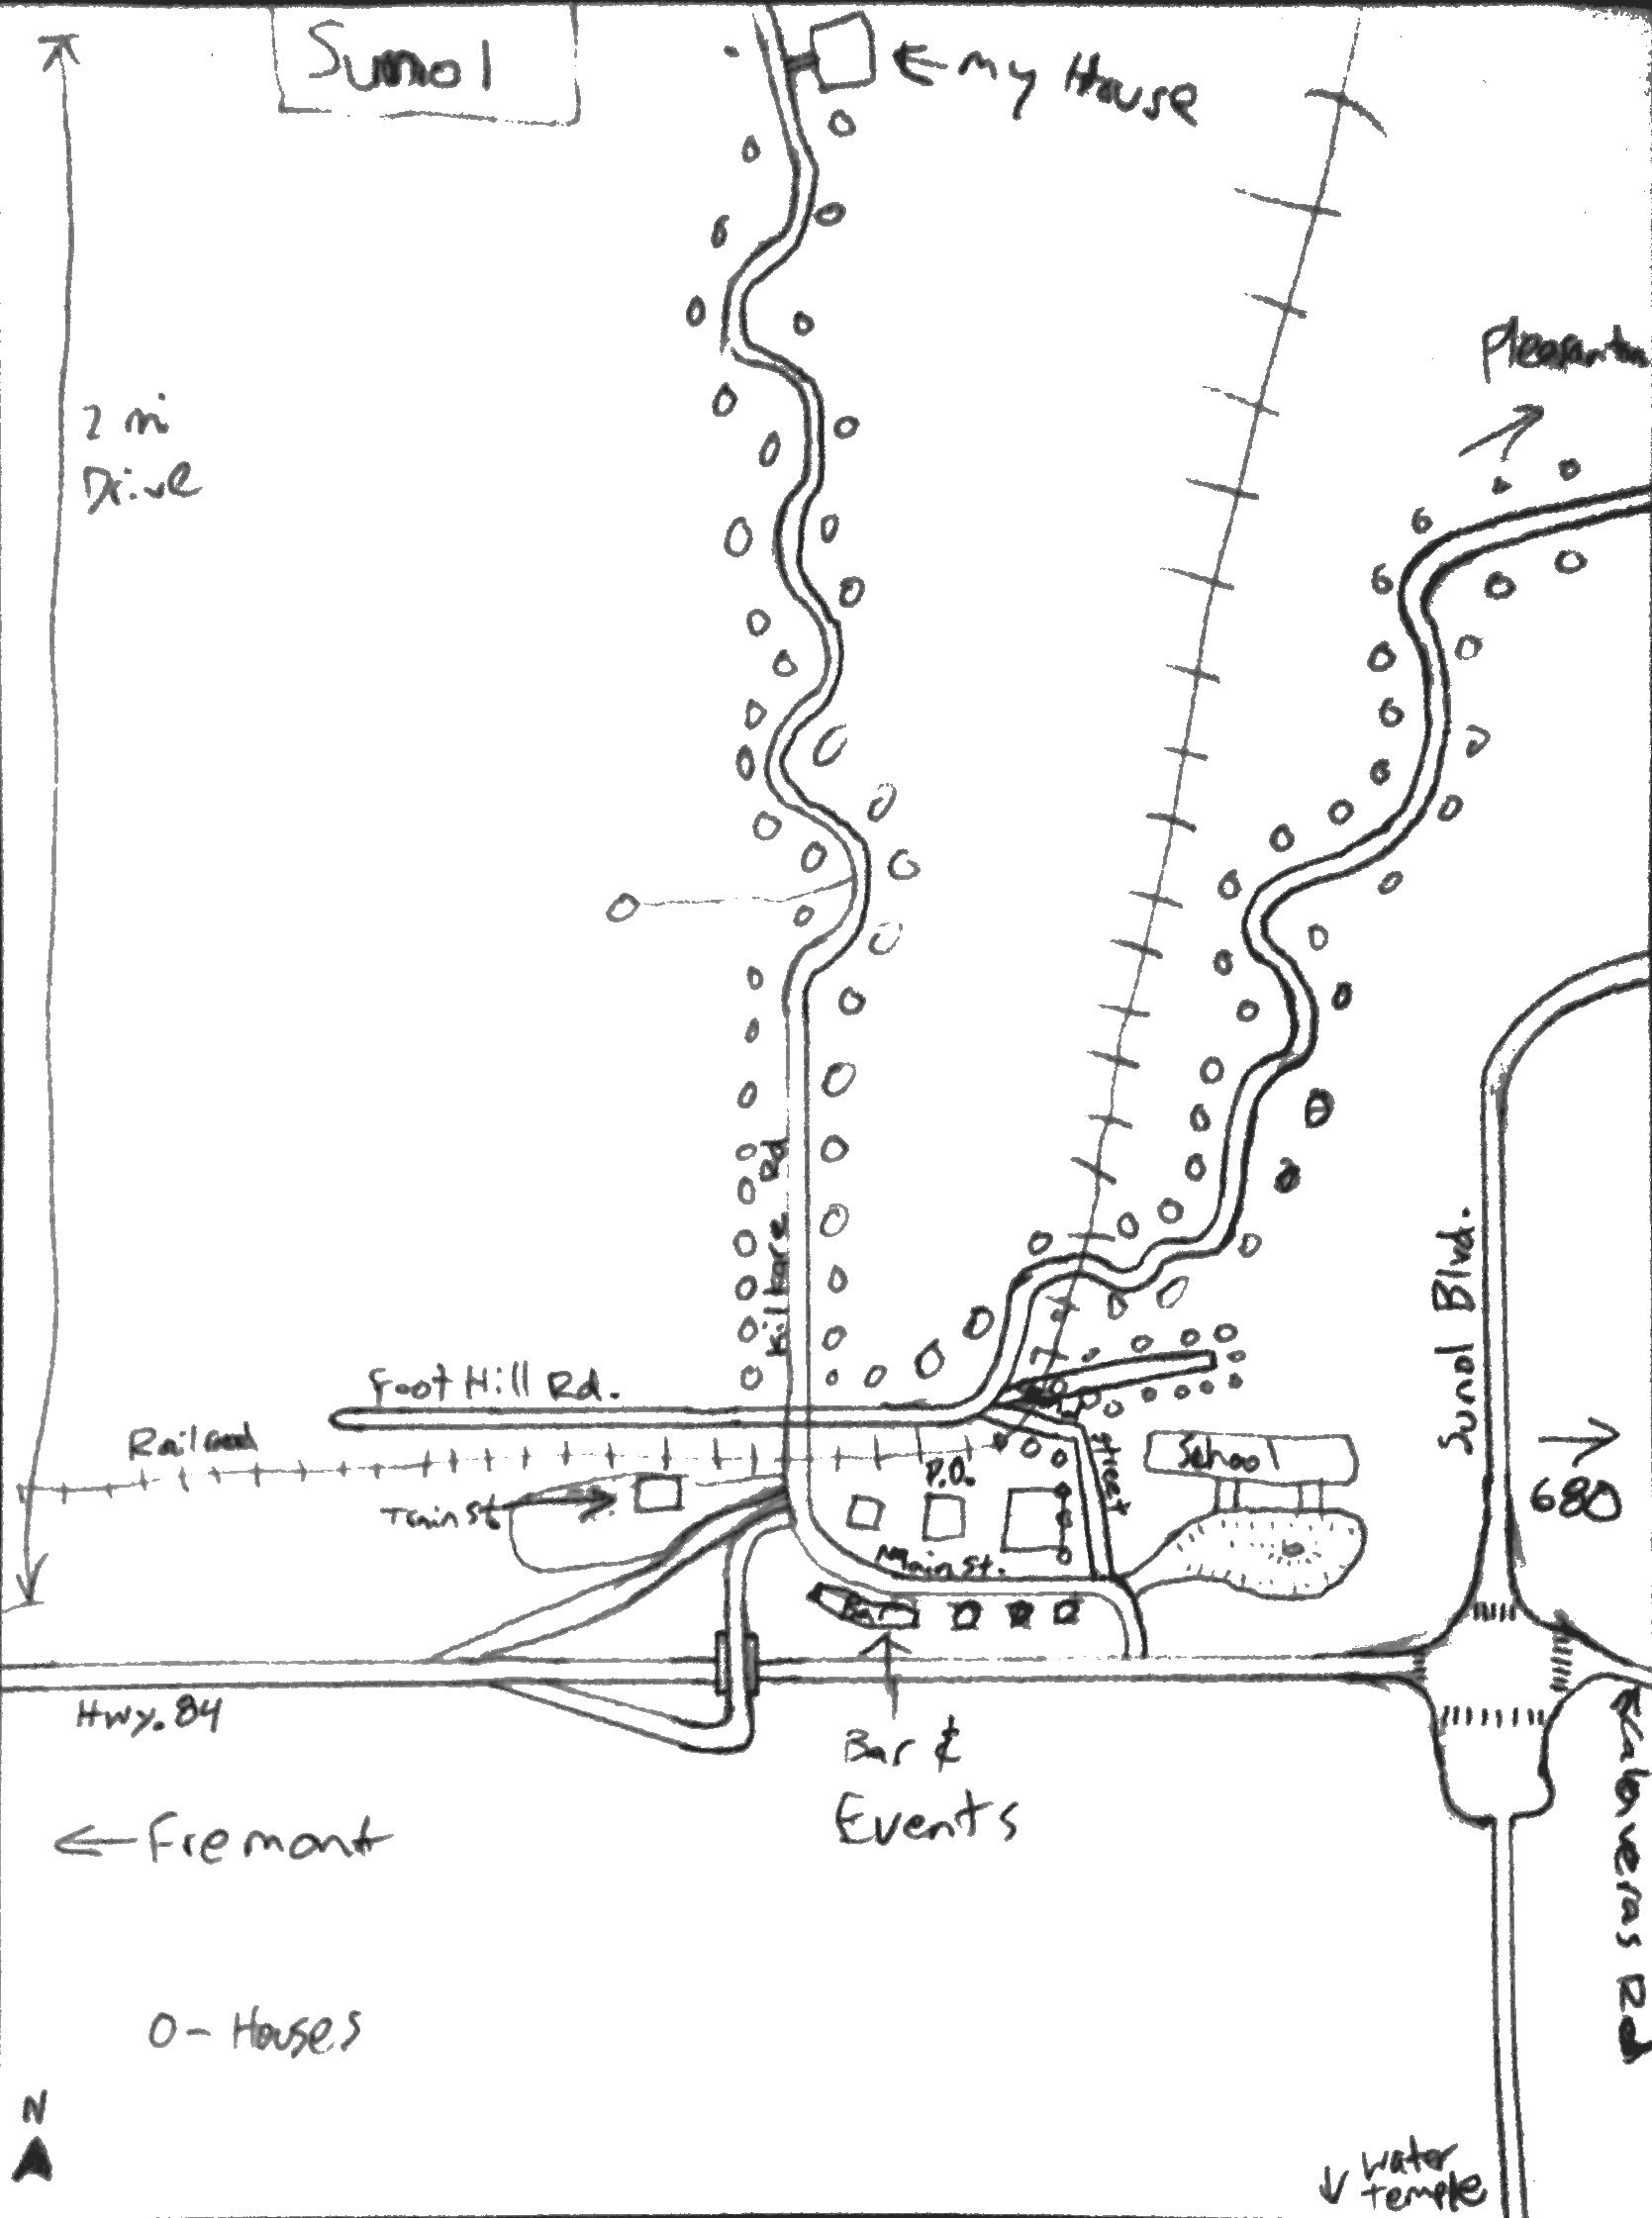 Sunol
← my House
Pleasanton
2 mi
Drive
Kilkare Rd
Foot Hill Rd.
Railroad
Train St.
P.O.
Street
School
Sunol Blvd.
→
680
Main St.
Bar
Hwy. 84
Bar &
Events
← Fremont
Calaveras Rd
O - Houses
N
↓ water
temple